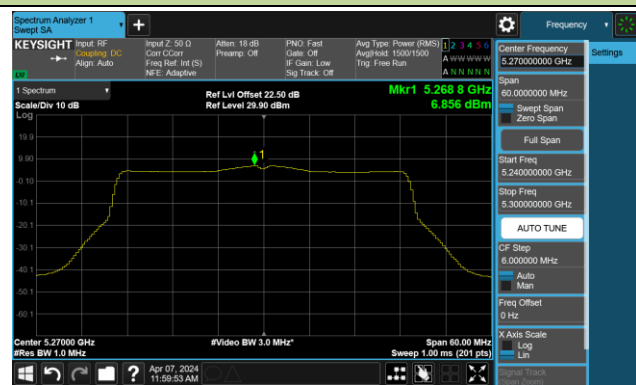 Spectrum Analyzer 1
Swept SA
+
Frequency
KEYSIGHT
Input: RF
Coupling: DC
Align: Auto
Input Z: 50 Ω
Corr CCorr
Freq Ref: Int (S)
NFE: Adaptive
Atten: 18 dB
Preamp: Off
PNO: Fast
Gate: Off
IF Gain: Low
Sig Track: Off
Avg Type: Power (RMS)
Avg|Hold: 1500/1500
Trig: Free Run
1 2 3 4 5 6
A W W W W W
A N N N N N
LXI
1 Spectrum
Scale/Div 10 dB
Log
Ref Lvl Offset 22.50 dB
Ref Level 29.90 dBm
Mkr1 5.268 8 GHz
6.856 dBm
1
19.9
9.90
-0.10
-10.1
-20.1
-30.1
-40.1
-50.1
-60.1
Center 5.27000 GHz
#Res BW 1.0 MHz
#Video BW 3.0 MHz*
Span 60.00 MHz
Sweep 1.00 ms (201 pts)
?
Apr 07, 2024
11:59:53 AM
Center Frequency
5.270000000 GHz
Settings
Span
60.0000000 MHz
Swept Span
Zero Span
Full Span
Start Freq
5.240000000 GHz
Stop Freq
5.300000000 GHz
AUTO TUNE
CF Step
6.000000 MHz
Auto
Man
Freq Offset
0 Hz
X Axis Scale
Log
Lin
Signal Track
(Span Zoom)